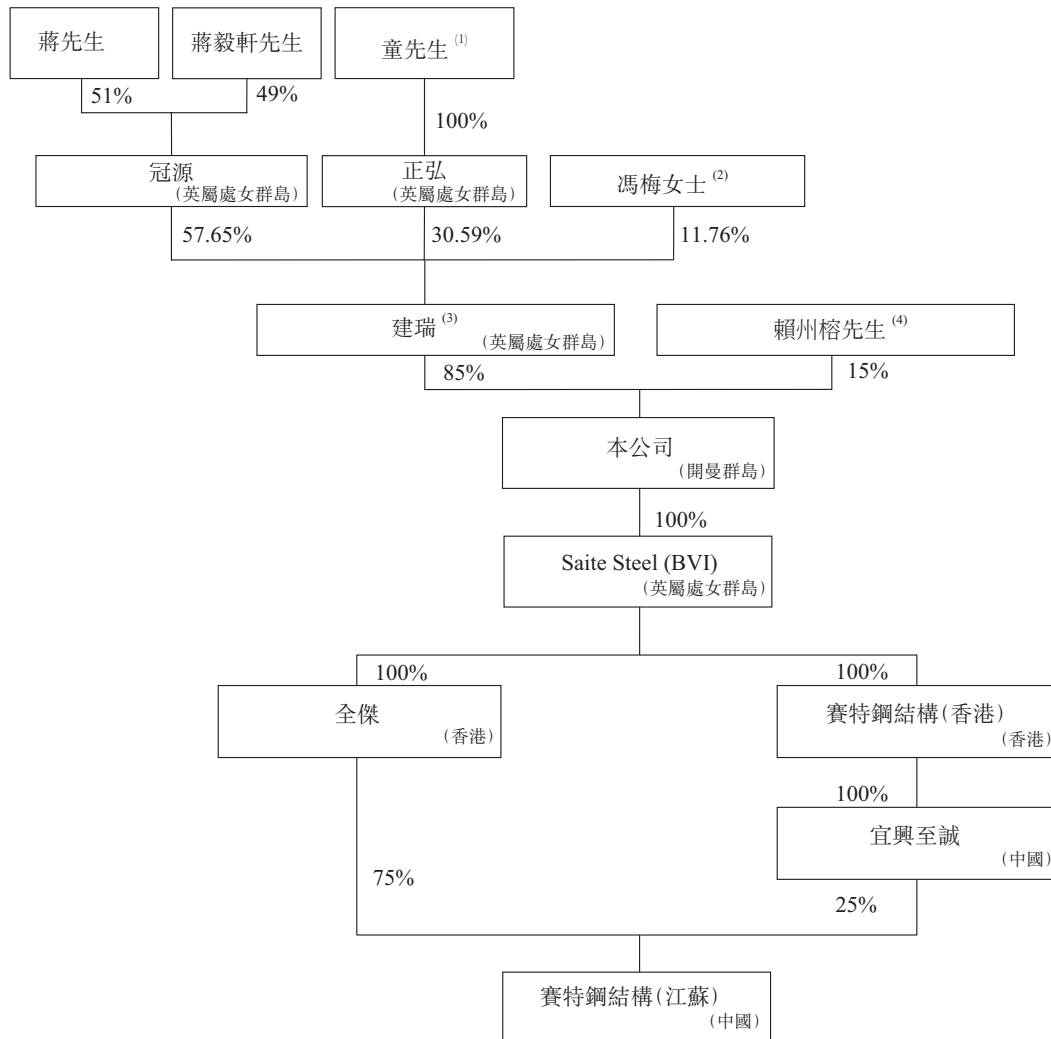 蔣先生
蔣毅軒先生
童先生 (1)
51%
49%
100%
冠源
(英屬處女群島)
正弘
(英屬處女群島)
馮梅女士 (2)
57.65%
30.59%
11.76%
建瑞 (3)
(英屬處女群島)
賴州榕先生 (4)
85%
15%
本公司
(開曼群島)
100%
Saite Steel (BVI)
(英屬處女群島)
100%
100%
全傑
(香港)
賽特鋼結構(香港)
(香港)
100%
宜興至誠
(中國)
75%
25%
賽特鋼結構(江蘇)
(中國)